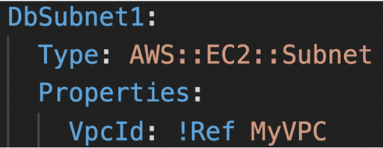 DbSubnet1:
Type: AWS::EC2::Subnet
Properties:
VpcId: !Ref MyVPC